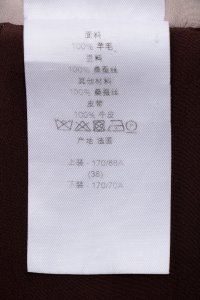 面料
100% 羊毛
里料
100% 桑蚕丝
其他材料
100% 桑蚕丝
皮带
100% 牛皮
产地 法国
上装 - 170/88A
(38)
下装 - 170/70A